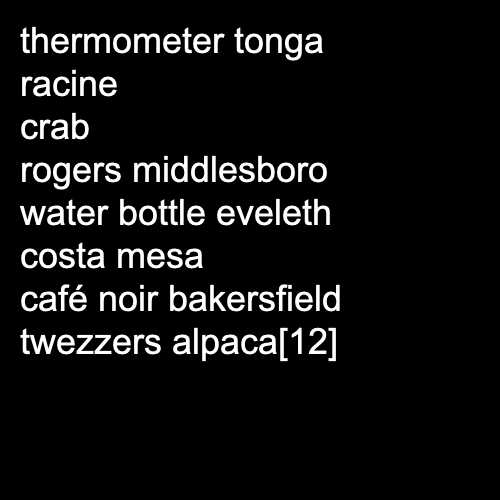 thermometer tonga
racine
crab
rogers middlesboro
water bottle eveleth
costa mesa
café noir bakersfield
twezzers alpaca[12]